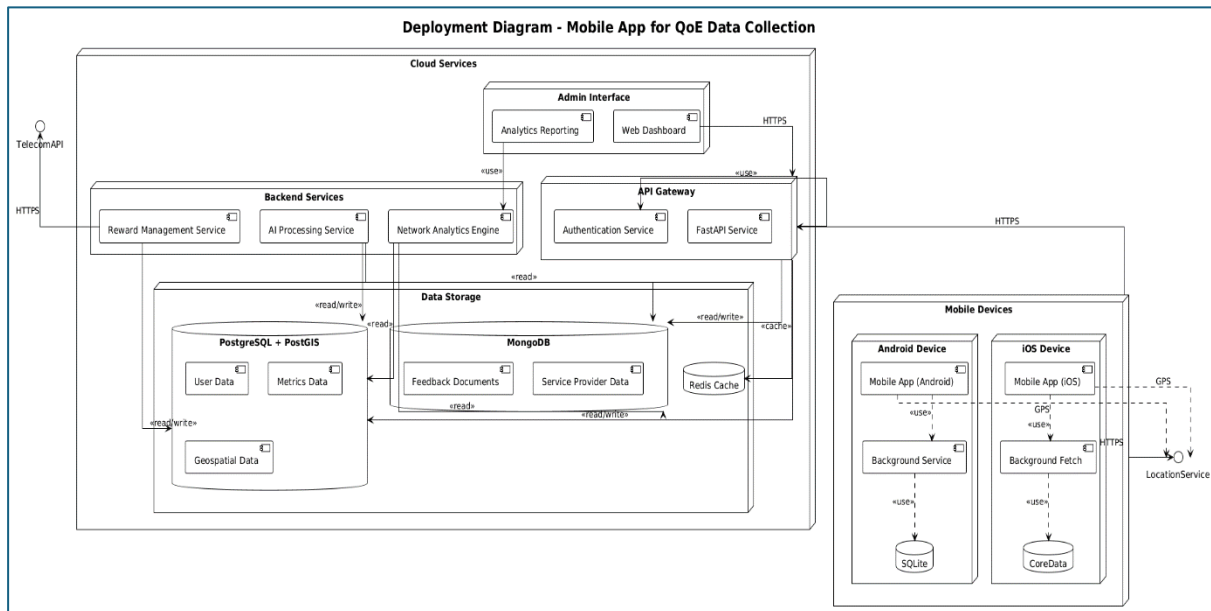 Deployment Diagram - Mobile App for QoE Data Collection
Cloud Services
Admin Interface
Analytics Reporting
Web Dashboard
HTTPS
TelecomAPI
HTTPS
«use»
«use»
Backend Services
Reward Management Service
AI Processing Service
Network Analytics Engine
API Gateway
Authentication Service
FastAPI Service
HTTPS
«read»
Data Storage
«read/write»
«read»
«read/write»
«cache»
PostgreSQL + PostGIS
User Data
Metrics Data
Geospatial Data
«read/write»
MongoDB
Feedback Documents
Service Provider Data
«read»
«read/write»
Redis Cache
Mobile Devices
Android Device
Mobile App (Android)
«use»
Background Service
«use»
SQLite
iOS Device
Mobile App (iOS)
GPS
GPS
«use»
Background Fetch
HTTPS
«use»
CoreData
LocationService